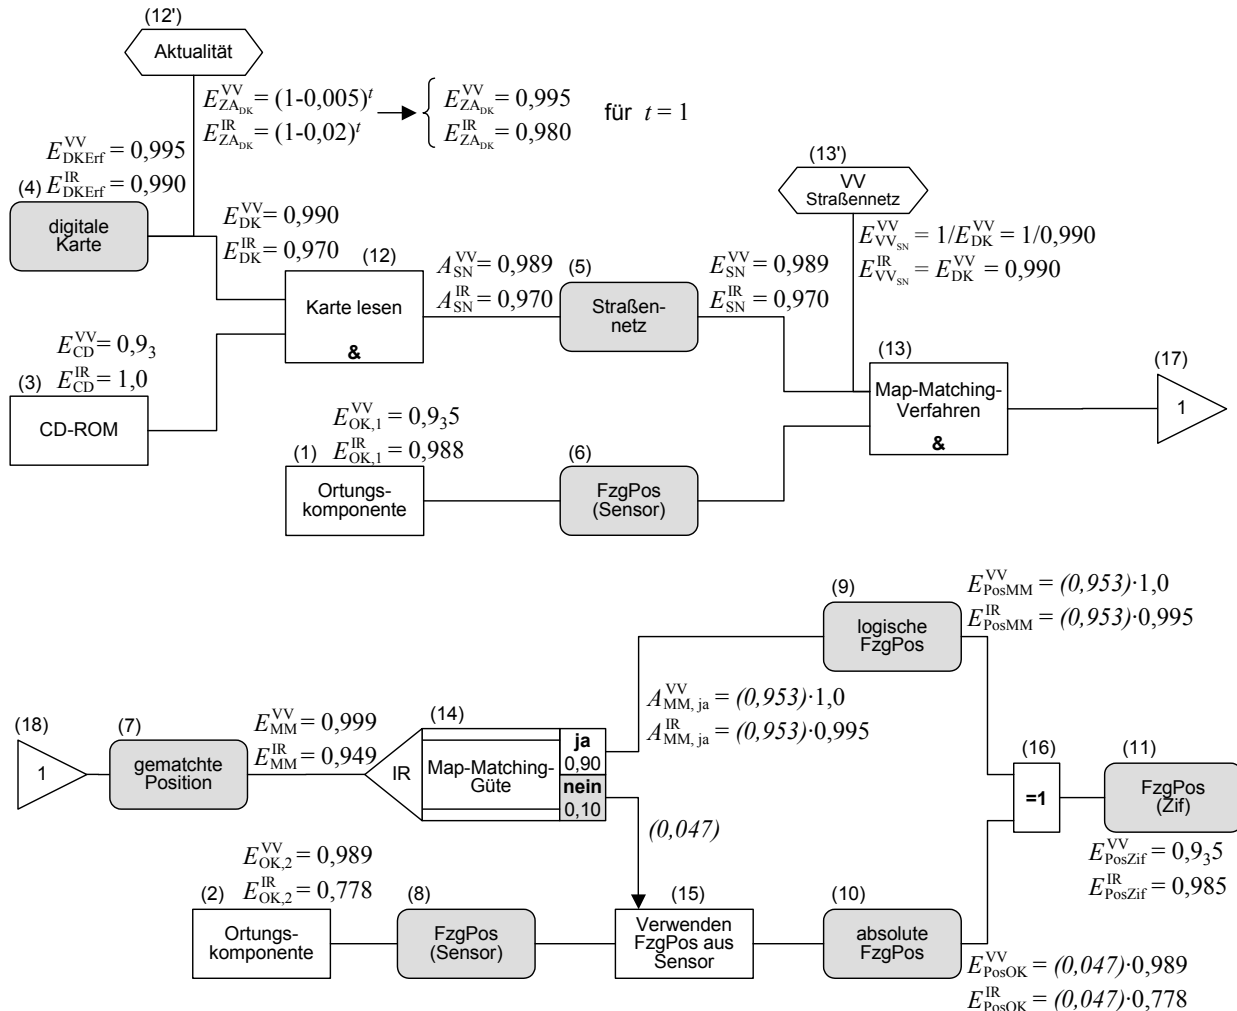 (12')
Aktualität
E^VV_ZA_DK = (1-0,005)^t
E^IR_ZA_DK = (1-0,02)^t
E^VV_ZA_DK = 0,995
E^IR_ZA_DK = 0,980
für t = 1
E^VV_DKErf = 0,995
E^IR_DKErf = 0,990
(4)
digitale
Karte
E^VV_DK = 0,990
E^IR_DK = 0,970
(12)
Karte lesen
&
A^VV_SN = 0,989
A^IR_SN = 0,970
(5)
Straßen-
netz
E^VV_SN = 0,989
E^IR_SN = 0,970
(13')
VV
Straßennetz
E^VV_VV_SN = 1/E^VV_DK = 1/0,990
E^IR_VV_SN = E^VV_DK = 0,990
E^VV_CD = 0,9₃
E^IR_CD = 1,0
(3)
CD-ROM
E^VV_OK,1 = 0,9₃5
E^IR_OK,1 = 0,988
(1)
Ortungs-
komponente
(6)
FzgPos
(Sensor)
(13)
Map-Matching-
Verfahren
&
(17)
1
(18)
1
(7)
gematchte
Position
E^VV_MM = 0,999
E^IR_MM = 0,949
(14)
IR
Map-Matching-
Güte
ja
0,90
nein
0,10
A^VV_MM, ja = (0,953)·1,0
A^IR_MM, ja = (0,953)·0,995
(0,047)
(9)
logische
FzgPos
E^VV_PosMM = (0,953)·1,0
E^IR_PosMM = (0,953)·0,995
(16)
=1
(11)
FzgPos
(Zif)
E^VV_PosZif = 0,9₃5
E^IR_PosZif = 0,985
E^VV_OK,2 = 0,989
E^IR_OK,2 = 0,778
(2)
Ortungs-
komponente
(8)
FzgPos
(Sensor)
(15)
Verwenden
FzgPos aus
Sensor
(10)
absolute
FzgPos
E^VV_PosOK = (0,047)·0,989
E^IR_PosOK = (0,047)·0,778